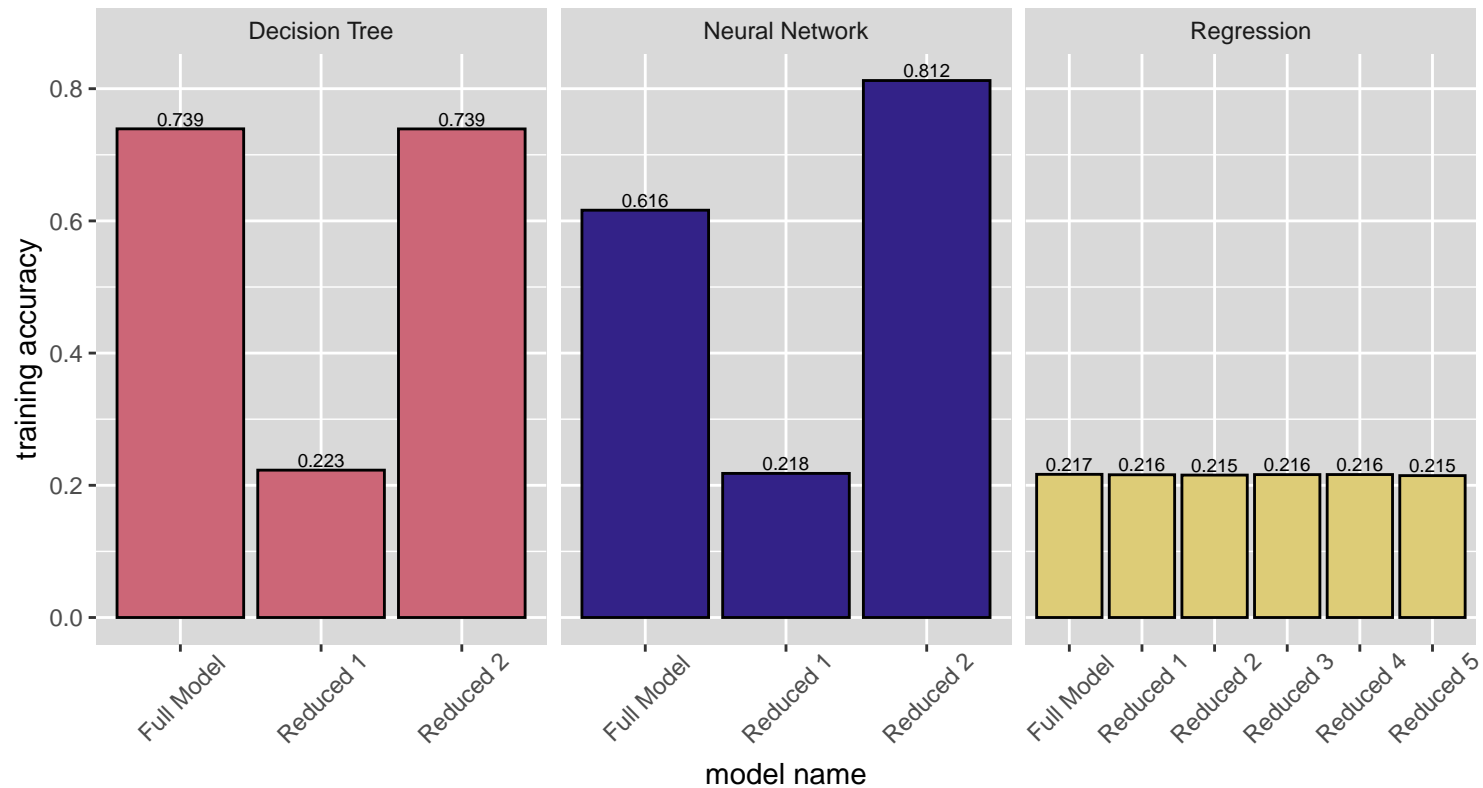 Decision Tree
Neural Network
Regression
training accuracy
0.8
0.6
0.4
0.2
0.0
0.739
0.223
0.739
0.616
0.218
0.812
0.217
0.216
0.215
0.216
0.216
0.215
Full Model
Reduced 1
Reduced 2
Full Model
Reduced 1
Reduced 2
Full Model
Reduced 1
Reduced 2
Reduced 3
Reduced 4
Reduced 5
model name